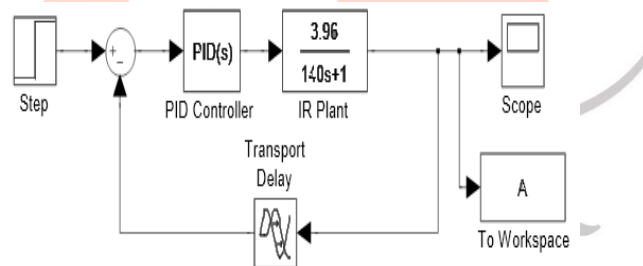 Step
+
−
PID(s)
PID Controller
3.96
140s+1
IR Plant
Scope
Transport
Delay
A
To Workspace